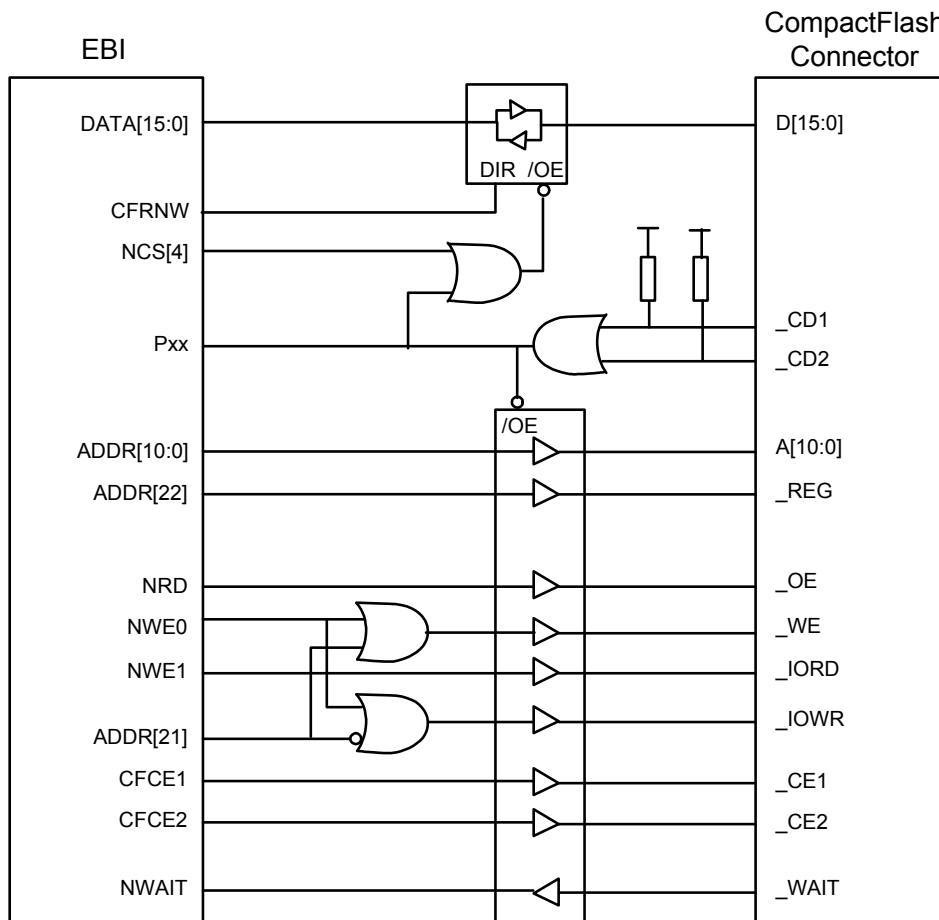 EBI
CompactFlash
Connector
DATA[15:0]
D[15:0]
DIR /OE
CFRNW
NCS[4]
_CD1
Pxx
_CD2
/OE
ADDR[10:0]
A[10:0]
ADDR[22]
_REG
NRD
_OE
NWE0
_WE
NWE1
_IORD
_IOWR
ADDR[21]
CFCE1
_CE1
CFCE2
_CE2
NWAIT
_WAIT